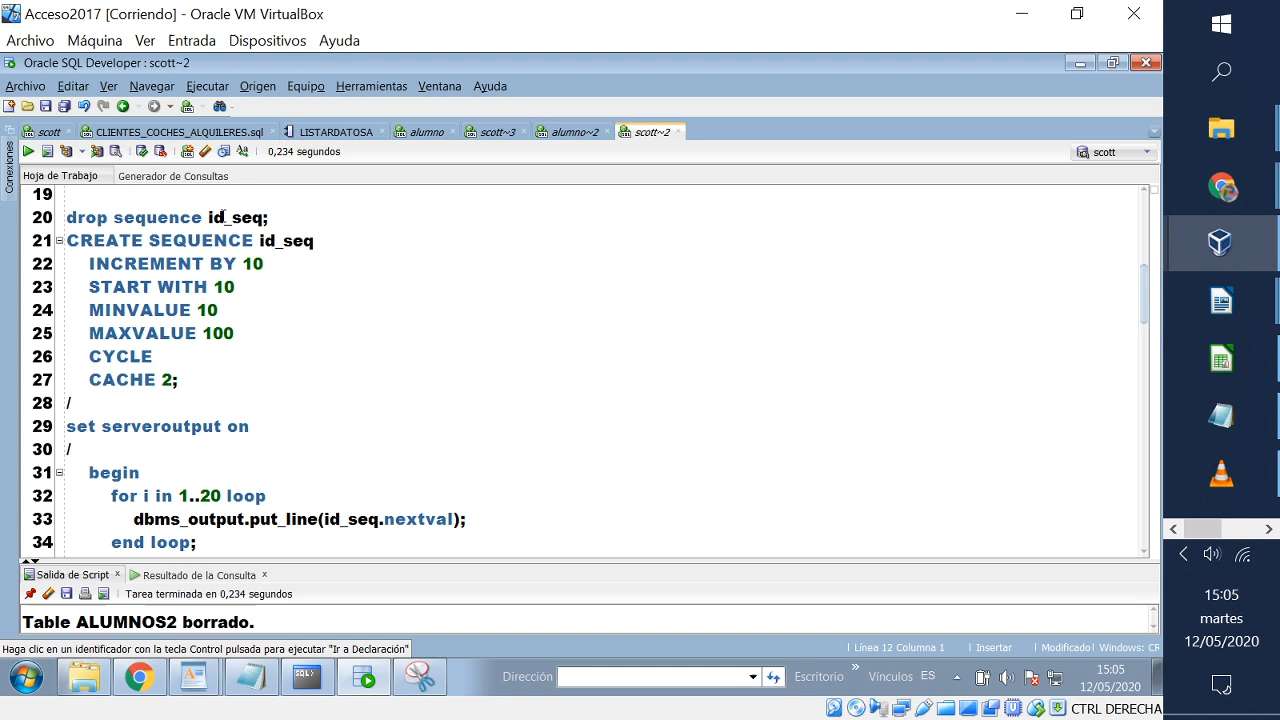 Acceso2017 [Corriendo] - Oracle VM VirtualBox
Archivo Máquina Ver Entrada Dispositivos Ayuda
Oracle SQL Developer : scott~2
Archivo Editar Ver Navegar Ejecutar Origen Equipo Herramientas Ventana Ayuda
scott CLIENTES_COCHES_ALQUILERES.sql LISTARDATOSA alumno scott~3 alumno~2 scott~2
0,234 segundos scott
Conexiones
Hoja de Trabajo Generador de Consultas
19
20 drop sequence id_seq;
21 CREATE SEQUENCE id_seq
22 INCREMENT BY 10
23 START WITH 10
24 MINVALUE 10
25 MAXVALUE 100
26 CYCLE
27 CACHE 2;
28 /
29 set serveroutput on
30 /
31 begin
32 for i in 1..20 loop
33 dbms_output.put_line(id_seq.nextval);
34 end loop;
Salida de Script Resultado de la Consulta
Tarea terminada en 0,234 segundos
Table ALUMNOS2 borrado.
Haga clic en un identificador con la tecla Control pulsada para ejecutar "Ir a Declaración" Línea 12 Columna 1 Insertar Modificado Windows: CR
Dirección Escritorio » Vínculos ES 15:05
12/05/2020
CTRL DERECHA
15:05
martes
12/05/2020